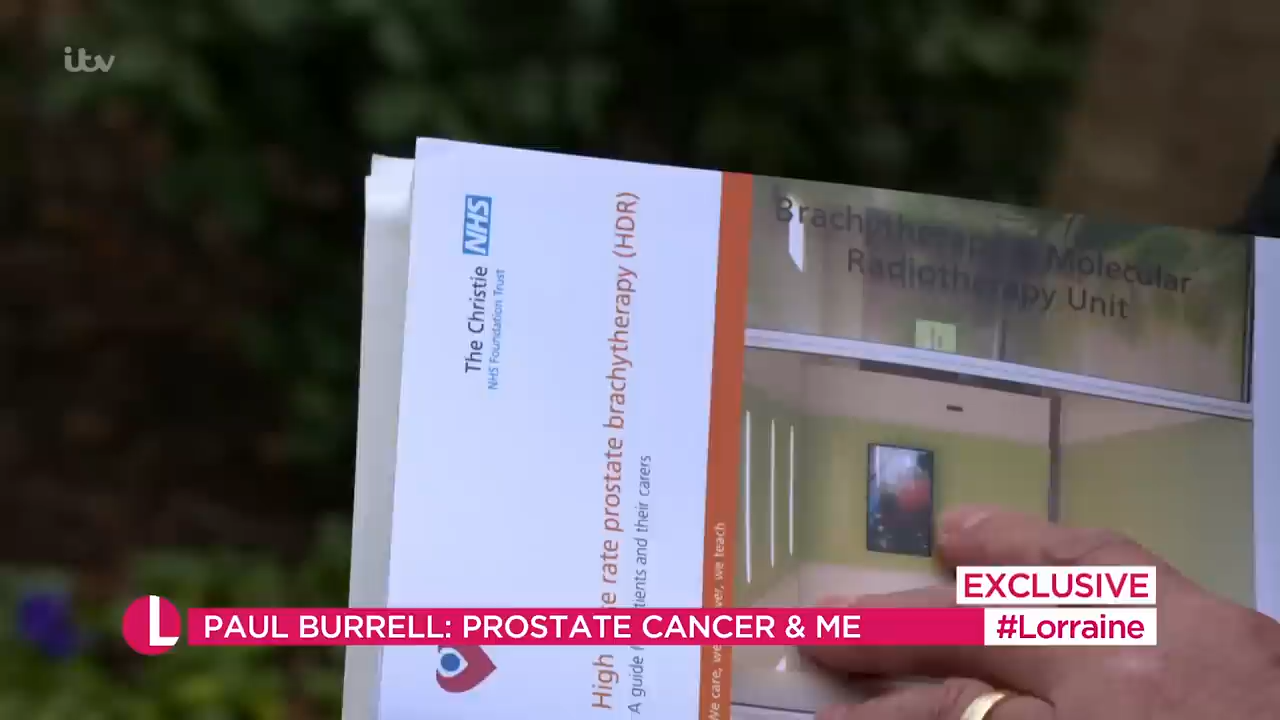 itv
The Christie NHS
NHS Foundation Trust
High e rate prostate brachytherapy (HDR)
A guide tients and their carers
We care, we ver, we teach
Brachytherapy & Molecular
Radiotherapy Unit
EXCLUSIVE
L PAUL BURRELL: PROSTATE CANCER & ME
#Lorraine